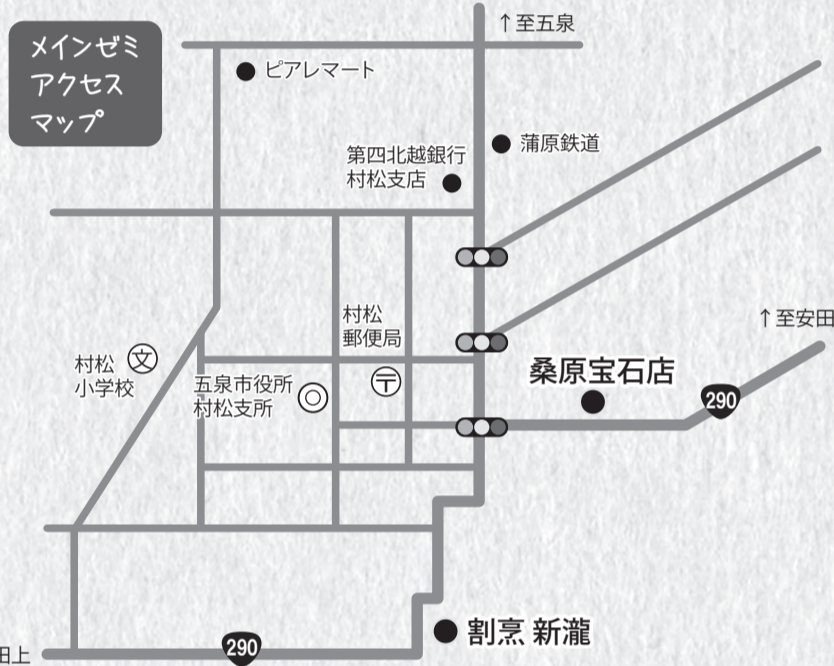 メインゼミ
アクセス
マップ
↑至五泉
ピアレマート
蒲原鉄道
第四北越銀行
村松支店
村松
郵便局
↑至安田
村松
小学校
文
五泉市役所
村松支所
〒
桑原宝石店
290
割烹 新瀧
290
田上